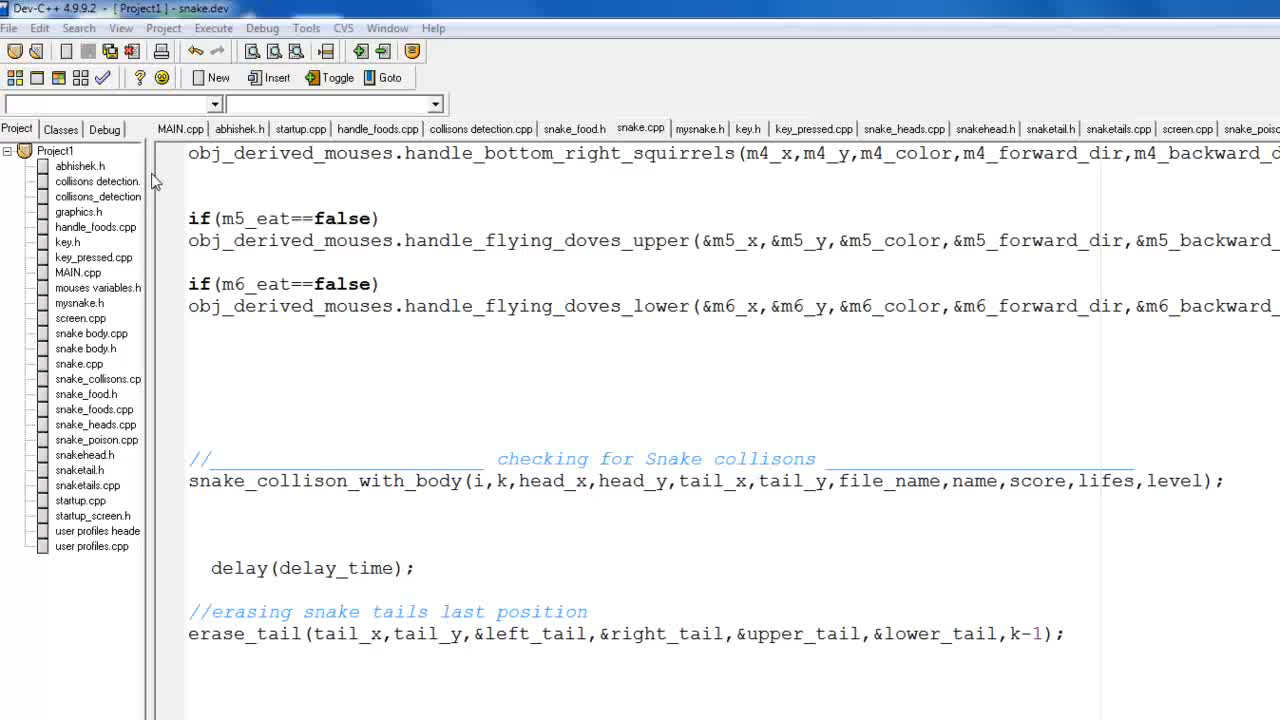 Dev-C++ 4.9.9.2 - [ Project1 ] - snake.dev
File Edit Search View Project Execute Debug Tools CVS Window Help
New Insert Toggle Goto
Project Classes Debug
MAIN.cpp abhishek.h startup.cpp handle_foods.cpp collisons detection.cpp snake_food.h snake.cpp mysnake.h key.h key_pressed.cpp snake_heads.cpp snakehead.h snaketail.h snaketails.cpp screen.cpp snake_poiso
Project1
abhishek.h
collisons detection.
collisons_detection
graphics.h
handle_foods.cpp
key.h
key_pressed.cpp
MAIN.cpp
mouses variables.h
mysnake.h
screen.cpp
snake body.cpp
snake body.h
snake.cpp
snake_collisons.cp
snake_food.h
snake_foods.cpp
snake_heads.cpp
snake_poison.cpp
snakehead.h
snaketail.h
snaketails.cpp
startup.cpp
startup_screen.h
user profiles heade
user profiles.cpp
obj_derived_mouses.handle_bottom_right_squirrels(m4_x,m4_y,m4_color,m4_forward_dir,m4_backward_d
if(m5_eat==false)
obj_derived_mouses.handle_flying_doves_upper(&m5_x,&m5_y,&m5_color,&m5_forward_dir,&m5_backward_
if(m6_eat==false)
obj_derived_mouses.handle_flying_doves_lower(&m6_x,&m6_y,&m6_color,&m6_forward_dir,&m6_backward_
//________________________ checking for Snake collisons ___________________________
snake_collison_with_body(i,k,head_x,head_y,tail_x,tail_y,file_name,name,score,lifes,level);
delay(delay_time);
//erasing snake tails last position
erase_tail(tail_x,tail_y,&left_tail,&right_tail,&upper_tail,&lower_tail,k-1);